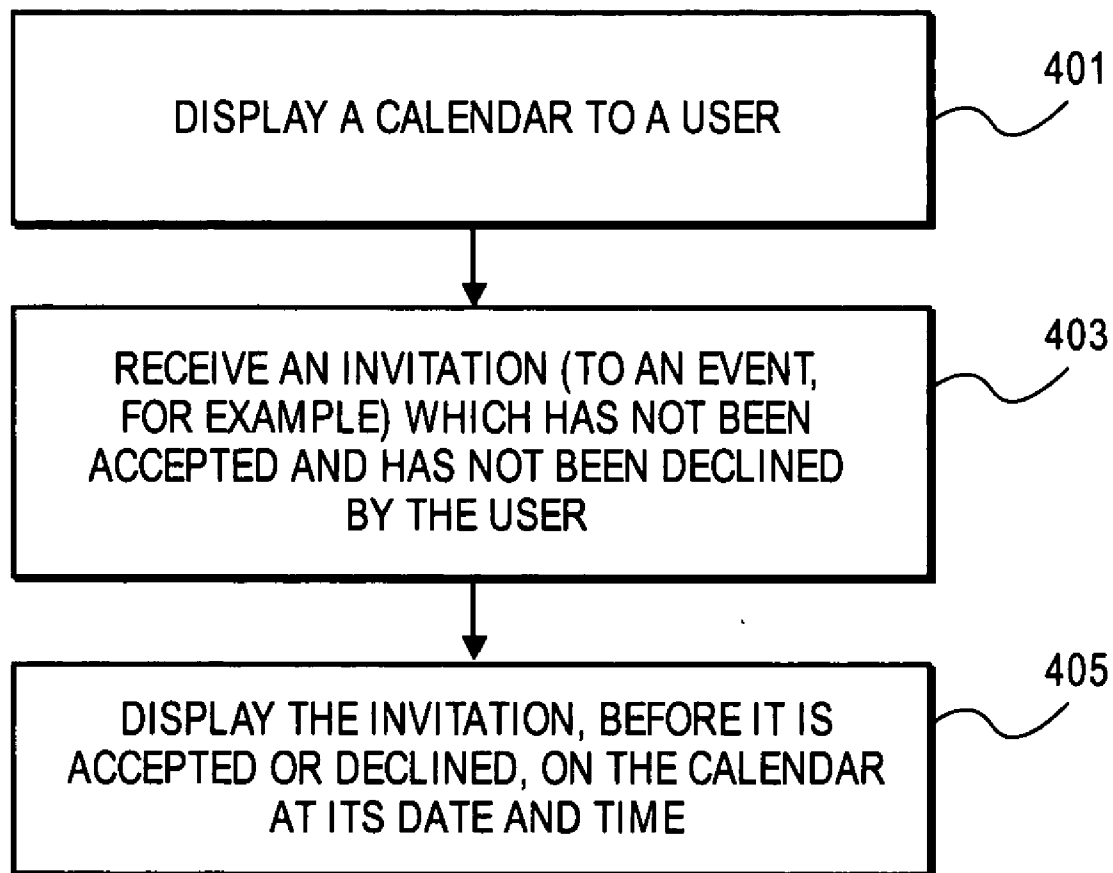 DISPLAY A CALENDAR TO A USER
401
RECEIVE AN INVITATION (TO AN EVENT,
FOR EXAMPLE) WHICH HAS NOT BEEN
ACCEPTED AND HAS NOT BEEN DECLINED
BY THE USER
403
DISPLAY THE INVITATION, BEFORE IT IS
ACCEPTED OR DECLINED, ON THE CALENDAR
AT ITS DATE AND TIME
405